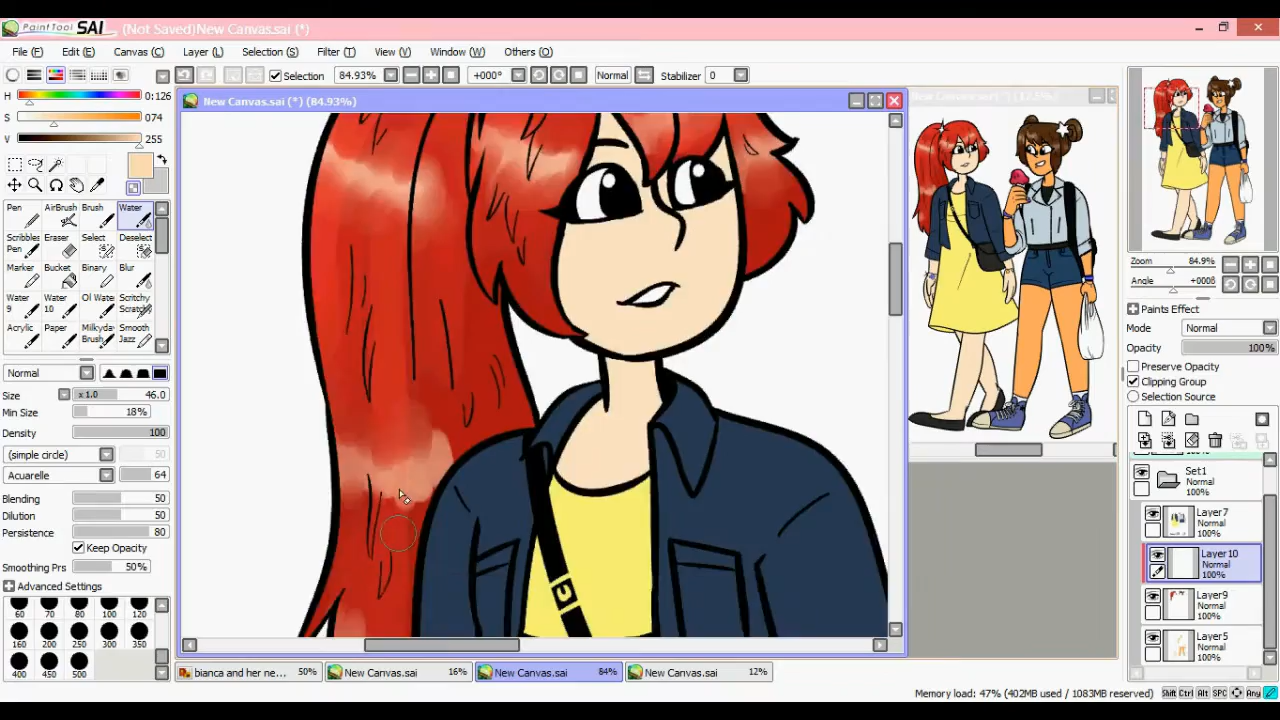 PaintTool SAI (Not Saved)New Canvas.sai (*)
File (F) Edit (E) Canvas (C) Layer (L) Selection (S) Filter (T) View (V) Window (W) Others (O)
Selection 84.93% +000° Normal Stabilizer 0
H 0:126
S 074
V 255
New Canvas.sai (*) (84.93%)
Pen AirBrush Brush Water
Scribbles Pen Eraser Select Deselect
Marker Bucket Binary Blur
Water 9 Water 10 Ol Wate Scritchy Scratch
Acrylic Paper Milkyda Brush Smooth Jazz
Normal
Size x 1.0 46.0
Min Size 18%
Density 100
(simple circle) 50
Acuarelle 64
Blending 50
Dilution 50
Persistence 80
Keep Opacity
Smoothing Prs 50%
Advanced Settings
60 70 80 100 120
160 200 250 300 350
400 450 500
Zoom 84.9%
Angle +000ß
Paints Effect
Mode Normal
Opacity 100%
Preserve Opacity
Clipping Group
Selection Source
Set1
Normal
100%
Layer7
Normal
100%
Layer10
Normal
100%
Layer9
Normal
100%
Layer5
Normal
100%
bianca and her ne... 50% New Canvas.sai 16% New Canvas.sai 84% New Canvas.sai 12%
Memory load: 47% (402MB used / 1083MB reserved) Shift Ctrl Alt SPC Any